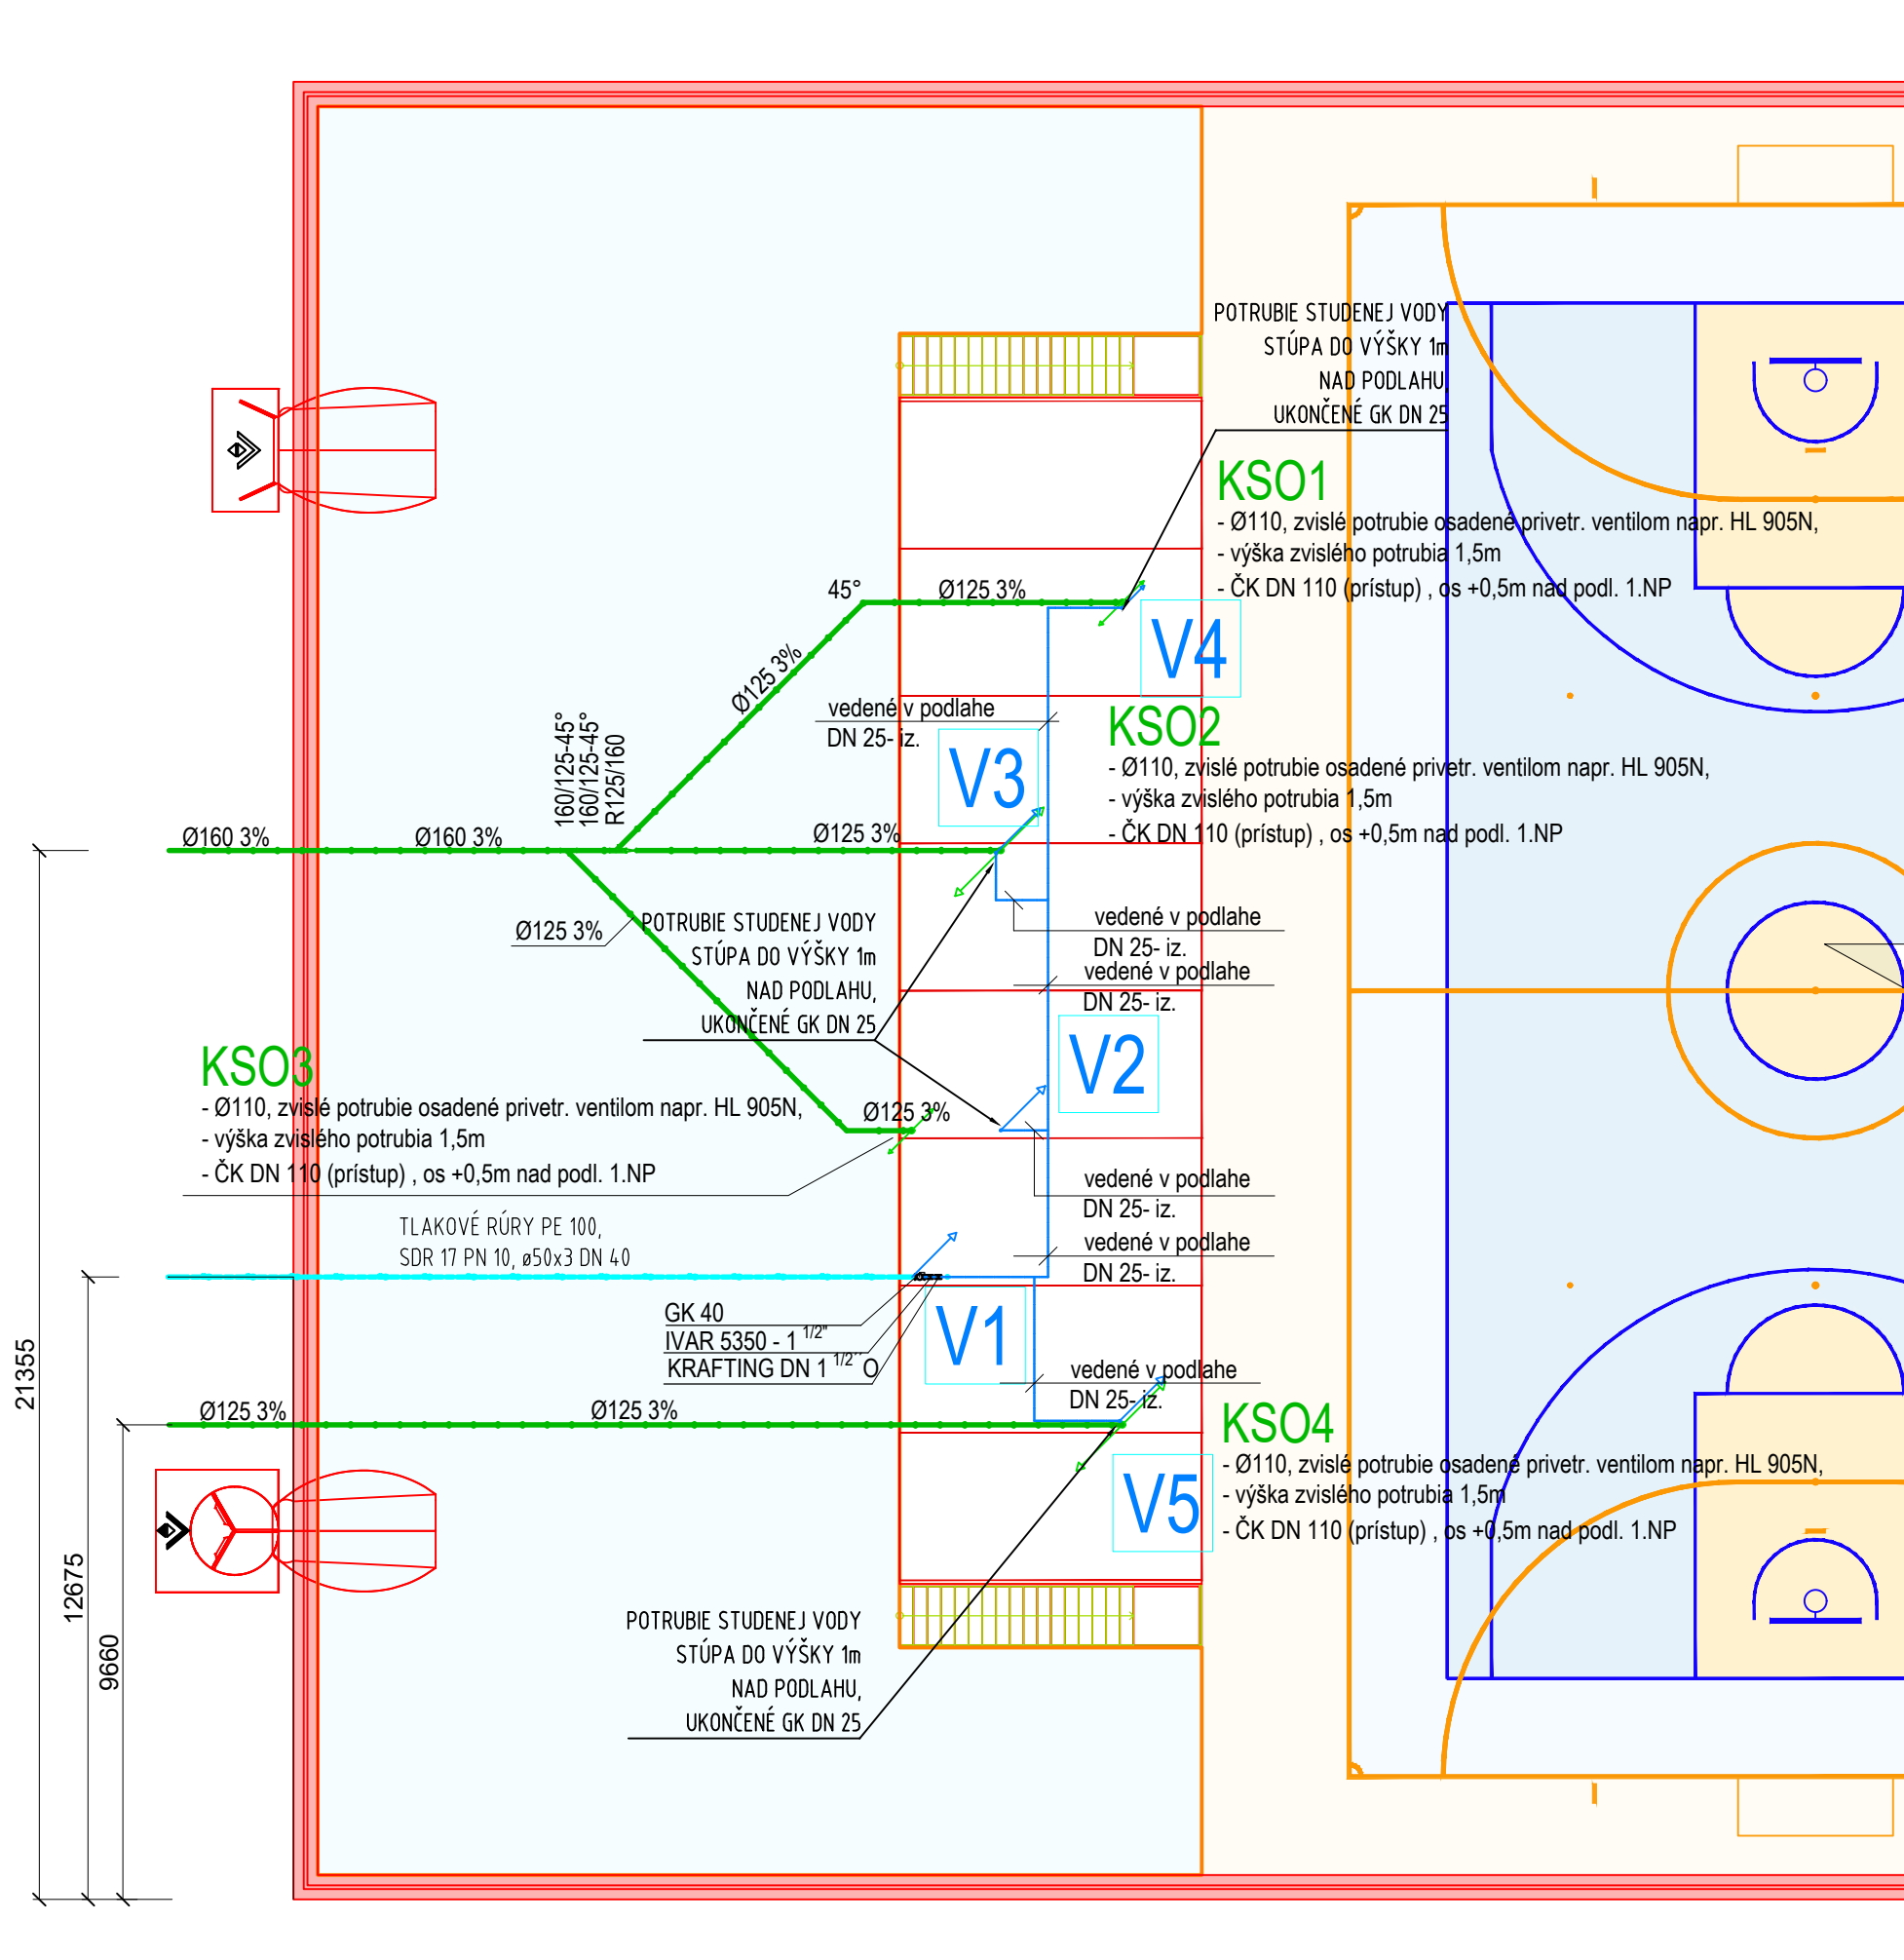 POTRUBIE STUDENEJ VODY
STÚPA DO VÝŠKY 1m
NAD PODLAHU,
UKONČENÉ GK DN 25
KSO1
- Ø110, zvislé potrubie osadené privetr. ventilom napr. HL 905N,
- výška zvislého potrubia 1,5m
- ČK DN 110 (prístup) , os +0,5m nad podl. 1.NP
45°
Ø125 3%
V4
Ø125 3%
vedené v podlahe
DN 25- iz.
KSO2
- Ø110, zvislé potrubie osadené privetr. ventilom napr. HL 905N,
- výška zvislého potrubia 1,5m
- ČK DN 110 (prístup) , os +0,5m nad podl. 1.NP
V3
160/125-45°
160/125-45°
R125/160
Ø160 3%
Ø160 3%
Ø125 3%
Ø125 3%
POTRUBIE STUDENEJ VODY
STÚPA DO VÝŠKY 1m
NAD PODLAHU,
UKONČENÉ GK DN 25
vedené v podlahe
DN 25- iz.
vedené v podlahe
DN 25- iz.
V2
KSO3
- Ø110, zvislé potrubie osadené privetr. ventilom napr. HL 905N,
- výška zvislého potrubia 1,5m
- ČK DN 110 (prístup) , os +0,5m nad podl. 1.NP
Ø125 3%
vedené v podlahe
DN 25- iz.
TLAKOVÉ RÚRY PE 100,
SDR 17 PN 10, ø50x3 DN 40
vedené v podlahe
DN 25- iz.
GK 40
IVAR 5350 - 1 1/2"
KRAFTING DN 1 1/2´´ O
V1
vedené v podlahe
DN 25- iz.
Ø125 3%
Ø125 3%
KSO4
- Ø110, zvislé potrubie osadené privetr. ventilom napr. HL 905N,
- výška zvislého potrubia 1,5m
- ČK DN 110 (prístup) , os +0,5m nad podl. 1.NP
V5
POTRUBIE STUDENEJ VODY
STÚPA DO VÝŠKY 1m
NAD PODLAHU,
UKONČENÉ GK DN 25
21355
12675
9660